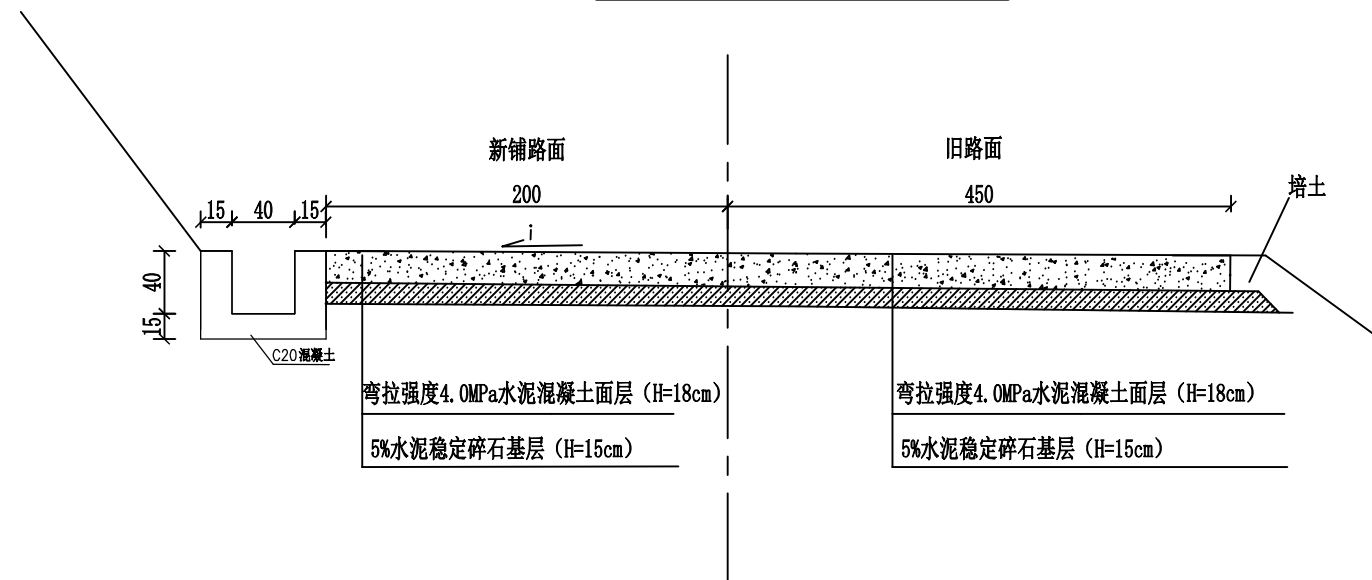 新铺路面
旧路面
200
450
培土
15
40
15
i
40
15
C20混凝土
弯拉强度4.0MPa水泥混凝土面层（H=18cm）
弯拉强度4.0MPa水泥混凝土面层（H=18cm）
5%水泥稳定碎石基层（H=15cm）
5%水泥稳定碎石基层（H=15cm）